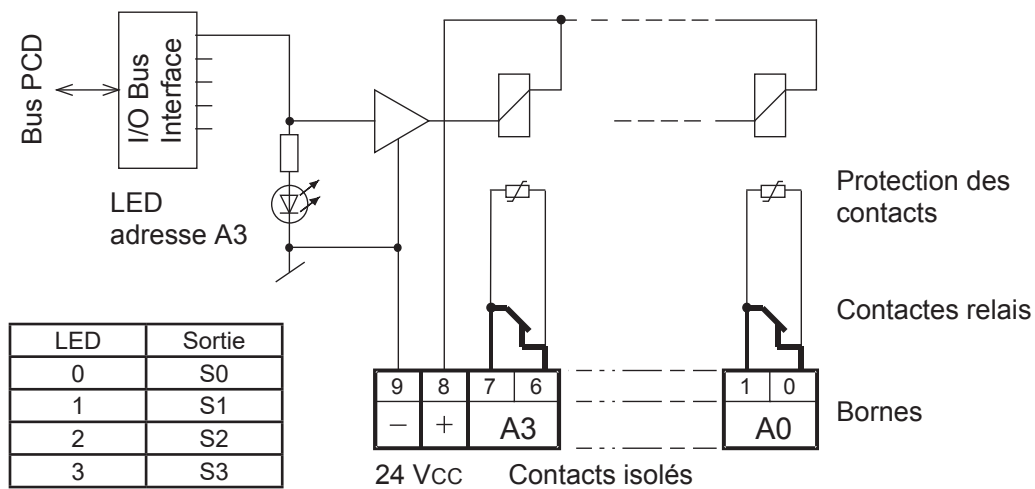 Bus PCD
I/O Bus
Interface
LED
adresse A3
Protection des
contacts
Contactes relais
LED Sortie
0 S0
1 S1
2 S2
3 S3
9 8 7 6
– + A3
1 0
A0
Bornes
24 VCC Contacts isolés